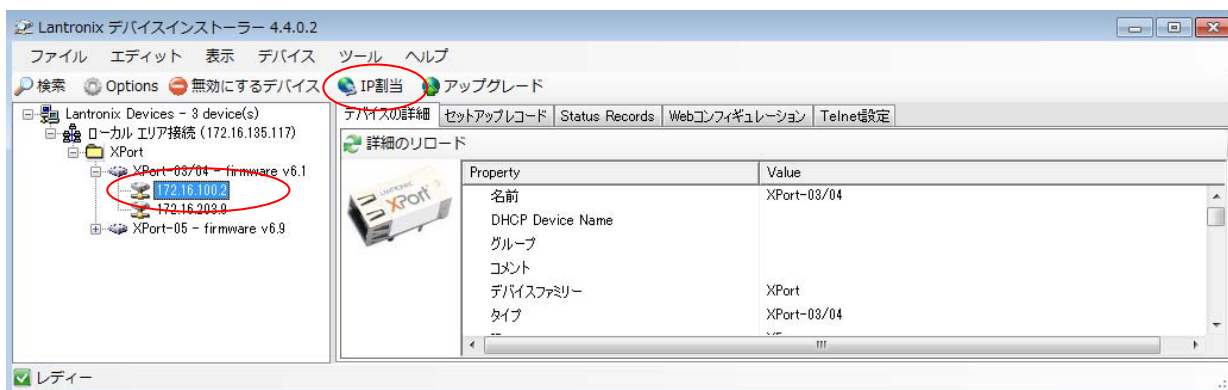 Lantronix デバイスインストーラー 4.4.0.2
ファイル エディット 表示 デバイス ツール ヘルプ
検索 Options 無効にするデバイス IP割当 アップグレード
Lantronix Devices - 3 device(s)
ローカル エリア接続 (172.16.135.117)
XPort
XPort-03/04 - firmware v6.1
172.16.100.2
172.16.203.9
XPort-05 - firmware v6.9
デバイスの詳細 セットアップレコード Status Records Webコンフィギュレーション Telnet設定
詳細のリロード
LANTRONIX
XPort
Property Value
名前 XPort-03/04
DHCP Device Name
グループ
コメント
デバイスファミリー XPort
タイプ XPort-03/04
レディー